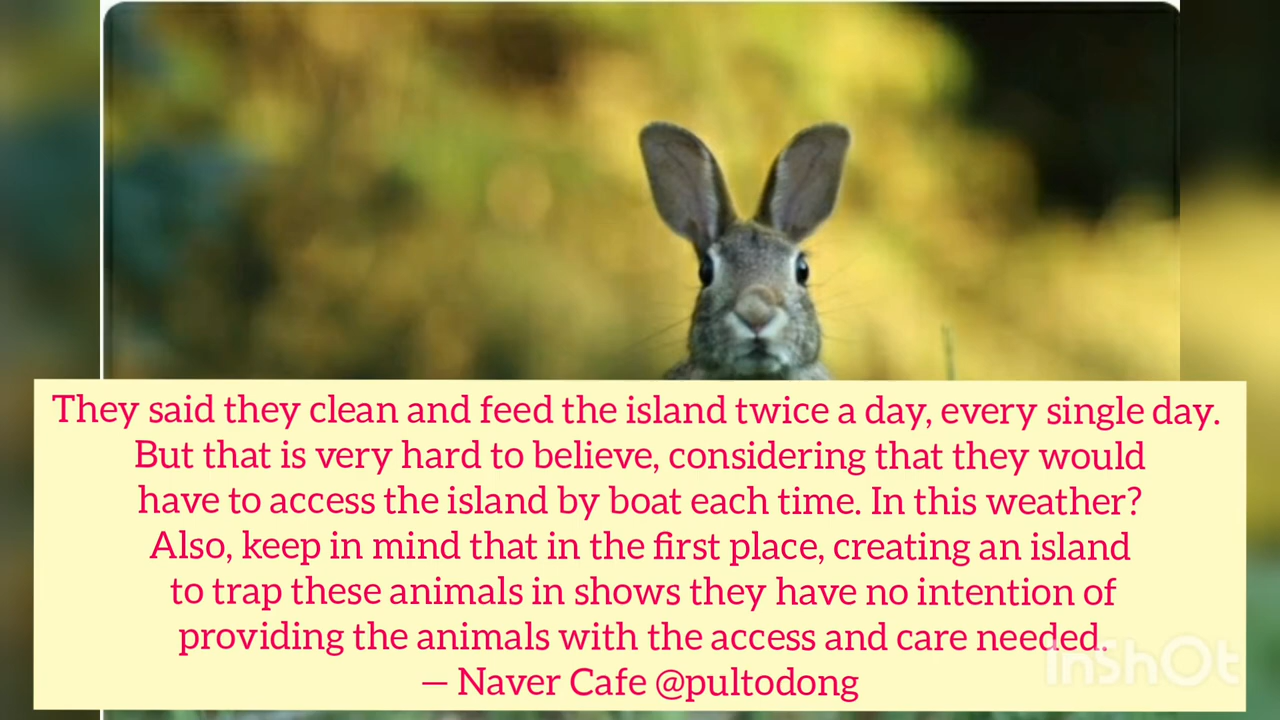 They said they clean and feed the island twice a day, every single day.
But that is very hard to believe, considering that they would
have to access the island by boat each time. In this weather?
Also, keep in mind that in the first place, creating an island
to trap these animals in shows they have no intention of
providing the animals with the access and care needed.
— Naver Cafe @pultodong
InShOt